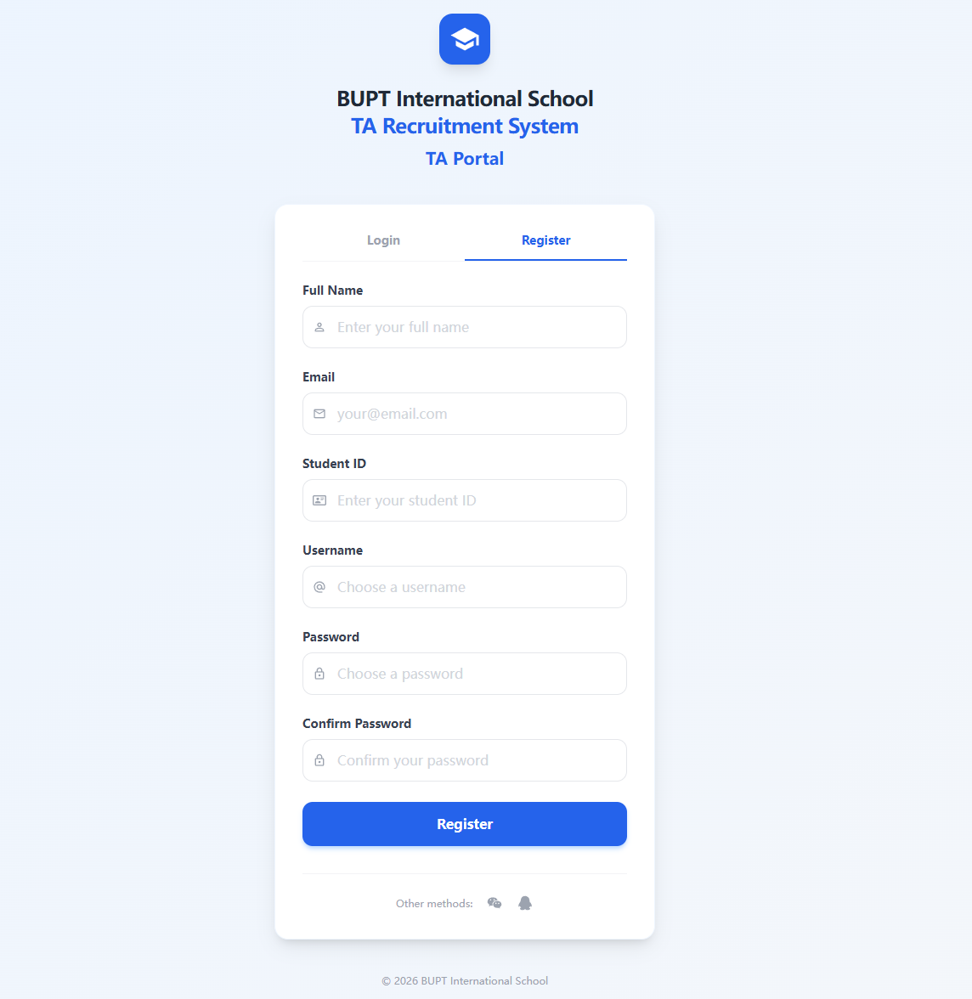 BUPT International School
TA Recruitment System
TA Portal
Login
Register
Full Name
Enter your full name
Email
your@email.com
Student ID
Enter your student ID
Username
Choose a username
Password
Choose a password
Confirm Password
Confirm your password
Register
Other methods:
© 2026 BUPT International School